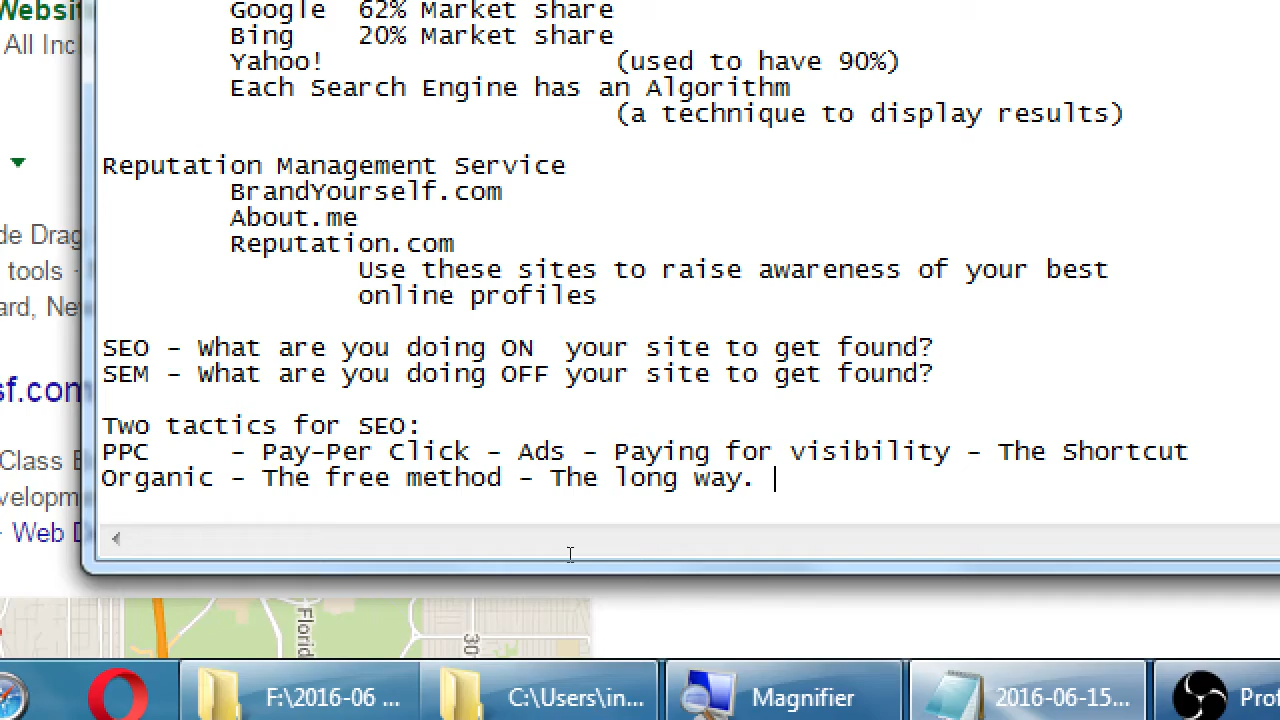 Google 62% Market share
Bing 20% Market share
Yahoo! (used to have 90%)
Each Search Engine has an Algorithm
(a technique to display results)
Reputation Management Service
BrandYourself.com
About.me
Reputation.com
Use these sites to raise awareness of your best
online profiles
SEO - What are you doing ON your site to get found?
SEM - What are you doing OFF your site to get found?
Two tactics for SEO:
PPC - Pay-Per Click - Ads - Paying for visibility - The Shortcut
Organic - The free method - The long way.
All Inc
de Drag
tools ·
ard, Ne
sf.com
Class E
velopm
Web D
Florid
30
F:\2016-06 ...
C:\Users\in...
Magnifier
2016-06-15...